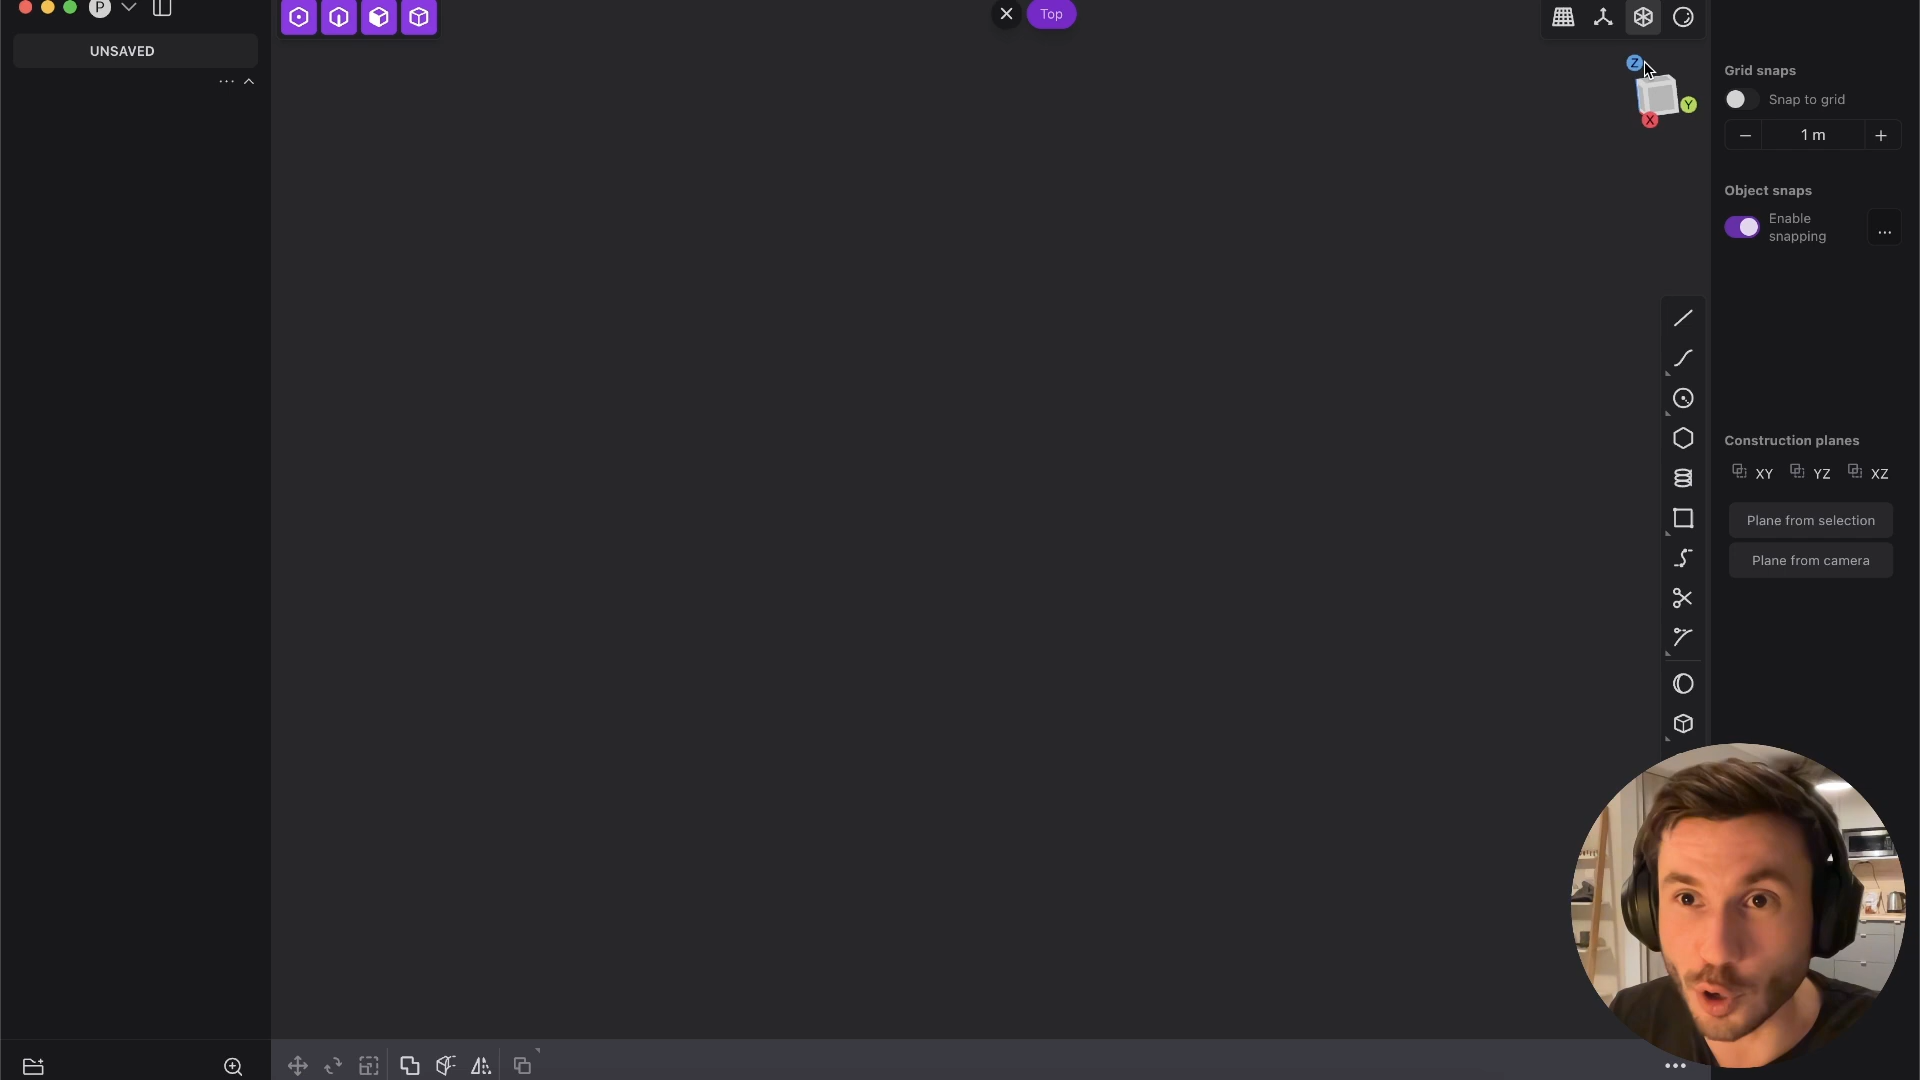 P
UNSAVED
Top
Z
Y
X
Grid snaps
Snap to grid
1 m
Object snaps
Enable
snapping
...
Construction planes
XY YZ XZ
Plane from selection
Plane from camera